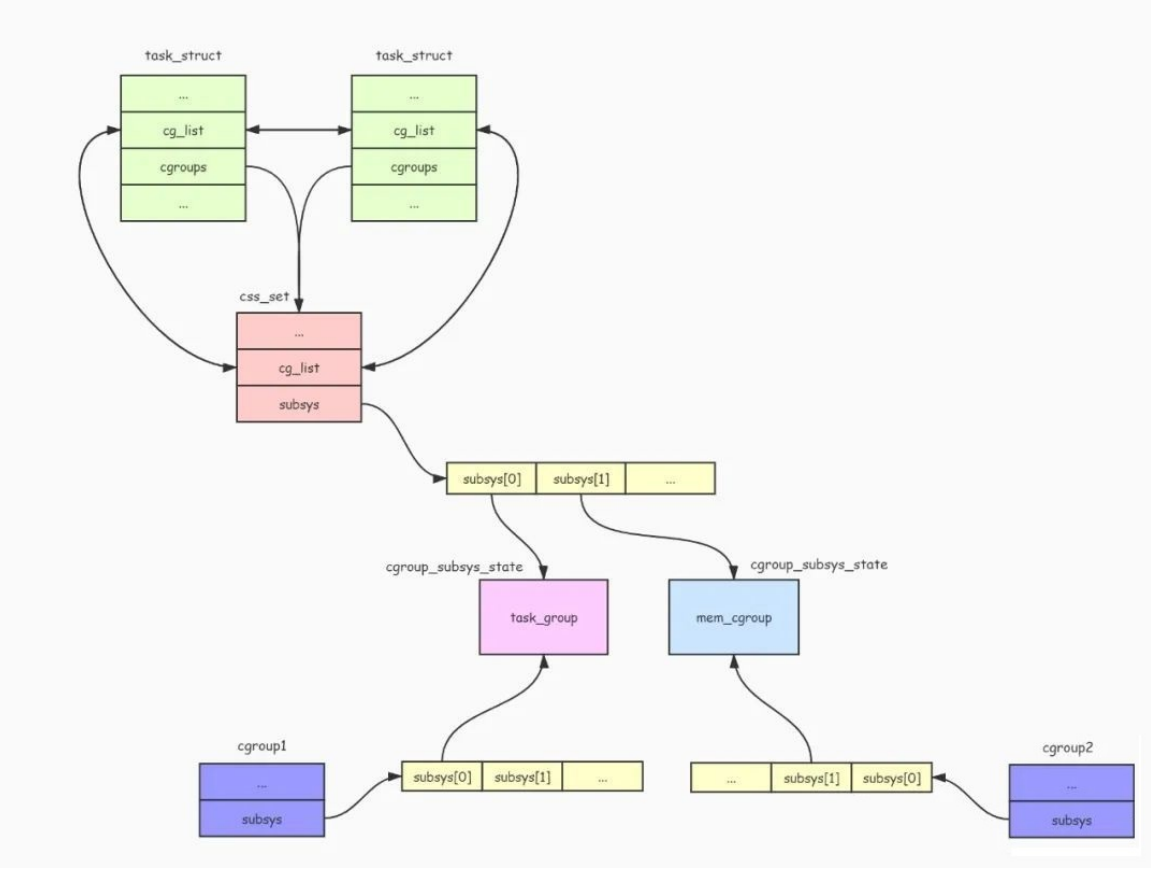 task_struct
task_struct
...
...
cg_list
cg_list
cgroups
cgroups
...
...
css_set
...
cg_list
subsys
subsys[0]
subsys[1]
...
cgroup_subsys_state
cgroup_subsys_state
task_group
mem_cgroup
cgroup1
cgroup2
...
subsys
subsys[0]
subsys[1]
...
...
subsys[1]
subsys[0]
...
subsys